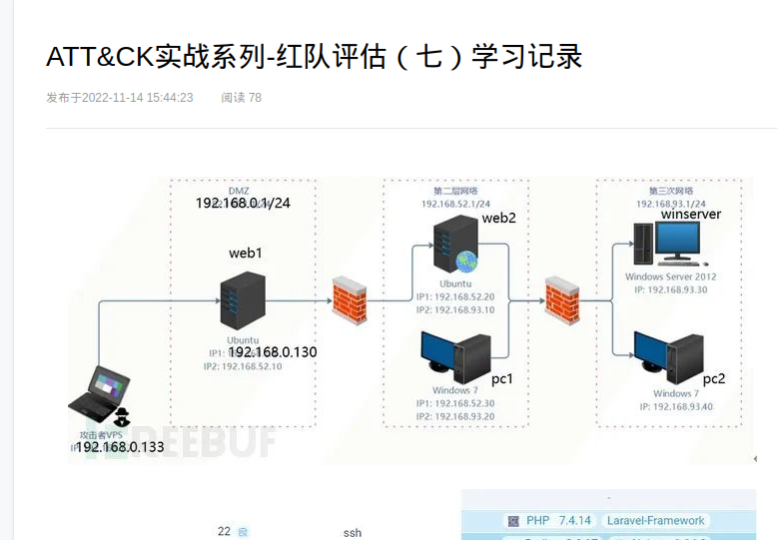 ATT&CK实战系列-红队评估（七）学习记录
发布于2022-11-14 15:44:23 阅读 78
DMZ
192.168.0.1/24
web1
Ubuntu
192.168.0.130
IP2: 192.168.52.10
攻击者VPS
192.168.0.133
第二层网络
192.168.52.1/24
web2
Ubuntu
IP1: 192.168.52.20
IP2: 192.168.93.10
pc1
Windows 7
IP1: 192.168.52.30
IP2: 192.168.93.20
第三次网络
192.168.93.1/24
winserver
Windows Server 2012
IP: 192.168.93.30
pc2
Windows 7
IP: 192.168.93.40
REEBUF
-
PHP 7.4.14 Laravel-Framework
22 ssh